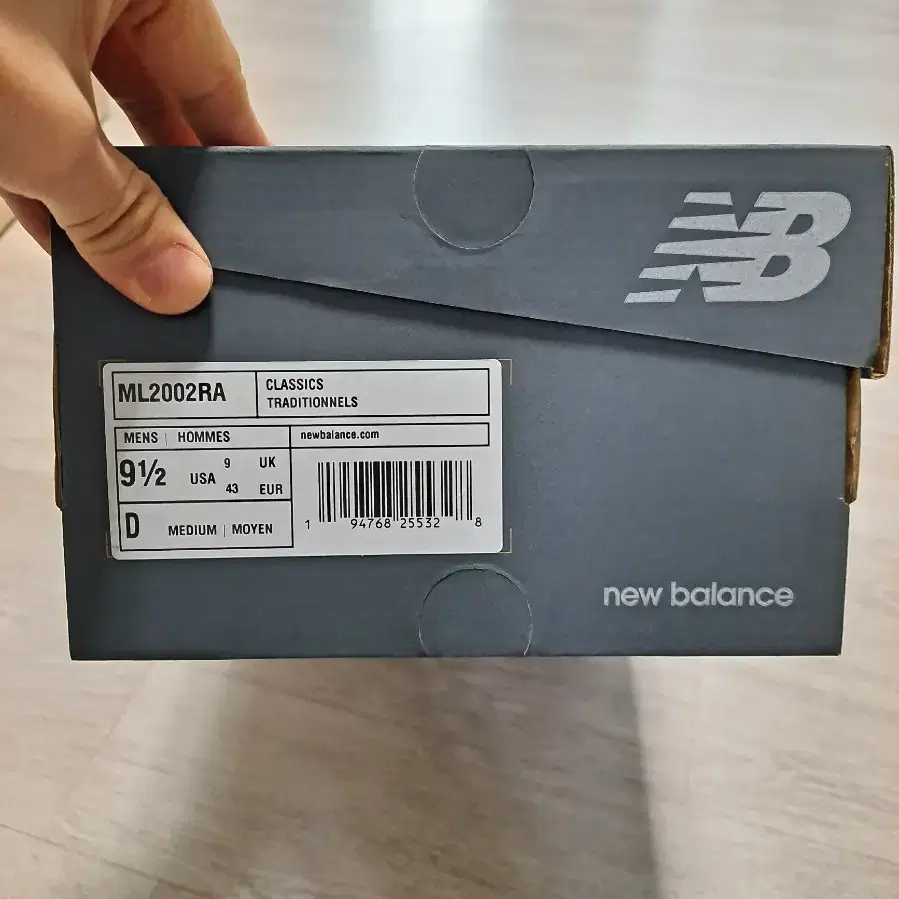 NB
ML2002RA
CLASSICS
TRADITIONNELS
MENS | HOMMES
newbalance.com
9½ USA 9 UK
43 EUR
D MEDIUM | MOYEN
1 94768 25532 8
new balance